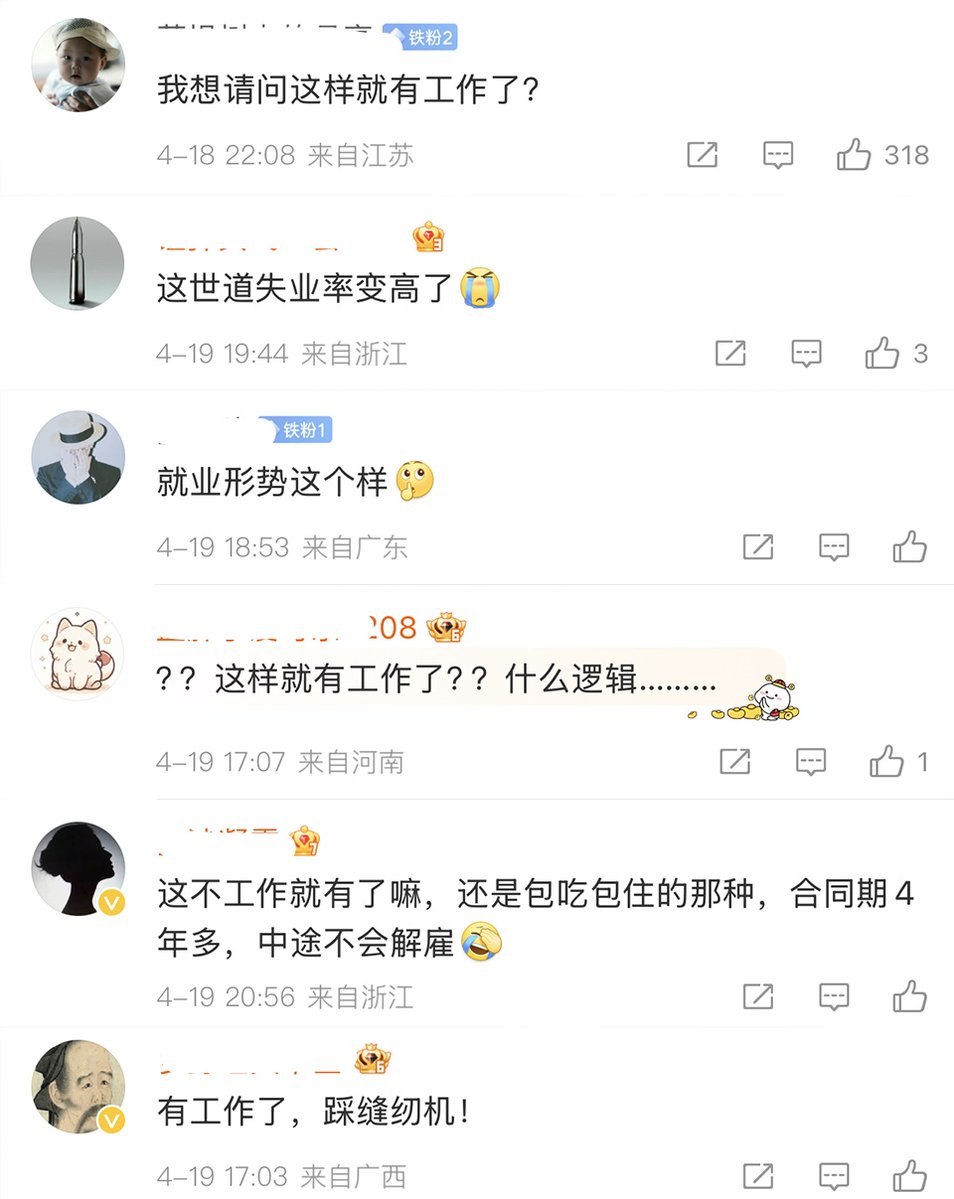 铁粉2
我想请问这样就有工作了?
4-18 22:08 来自江苏
318
3
这世道失业率变高了
4-19 19:44 来自浙江
3
铁粉1
就业形势这个样
4-19 18:53 来自广东
208
6
?? 这样就有工作了?? 什么逻辑………
4-19 17:07 来自河南
1
7
这不工作就有了嘛，还是包吃包住的那种，合同期4
年多，中途不会解雇
4-19 20:56 来自浙江
6
有工作了，踩缝纫机！
4-19 17:03 来自广西